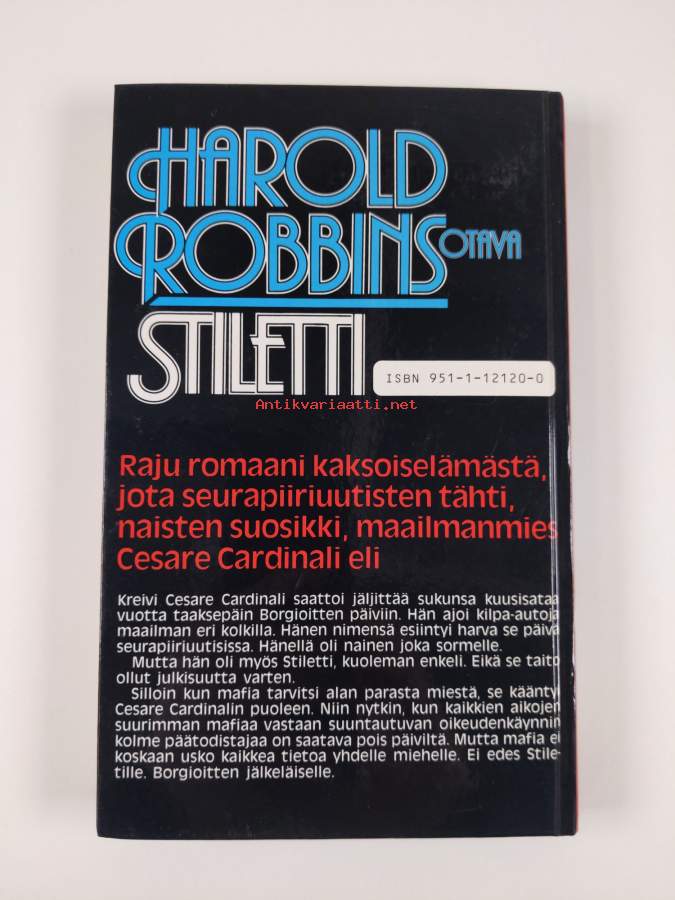 HAROLD
ROBBINS
OTAVA
STILETTI
ISBN 951-1-12120-0
Antikvariaatti.net
Raju romaani kaksoiselämästä,
jota seurapiiriuutisten tähti,
naisten suosikki, maailmanmies
Cesare Cardinali eli
Kreivi Cesare Cardinali saattoi jäljittää sukunsa kuusisataa
vuotta taaksepäin Borgioitten päiviin. Hän ajoi kilpa-autoja
maailman eri kolkilla. Hänen nimensä esiintyi harva se päivä
seurapiiriuutisissa. Hänellä oli nainen joka sormelle.
Mutta hän oli myös Stiletti, kuoleman enkeli. Eikä se taito
ollut julkisuutta varten.
Silloin kun mafia tarvitsi alan parasta miestä, se kääntyi
Cesare Cardinalin puoleen. Niin nytkin, kun kaikkien aikojen
suurimman mafiaa vastaan suuntautuvan oikeudenkäynnin
kolme päätodistajaa on saatava pois päiviltä. Mutta mafia ei
koskaan usko kaikkea tietoa yhdelle miehelle. Ei edes Stile-
tille. Borgioitten jälkeläiselle.